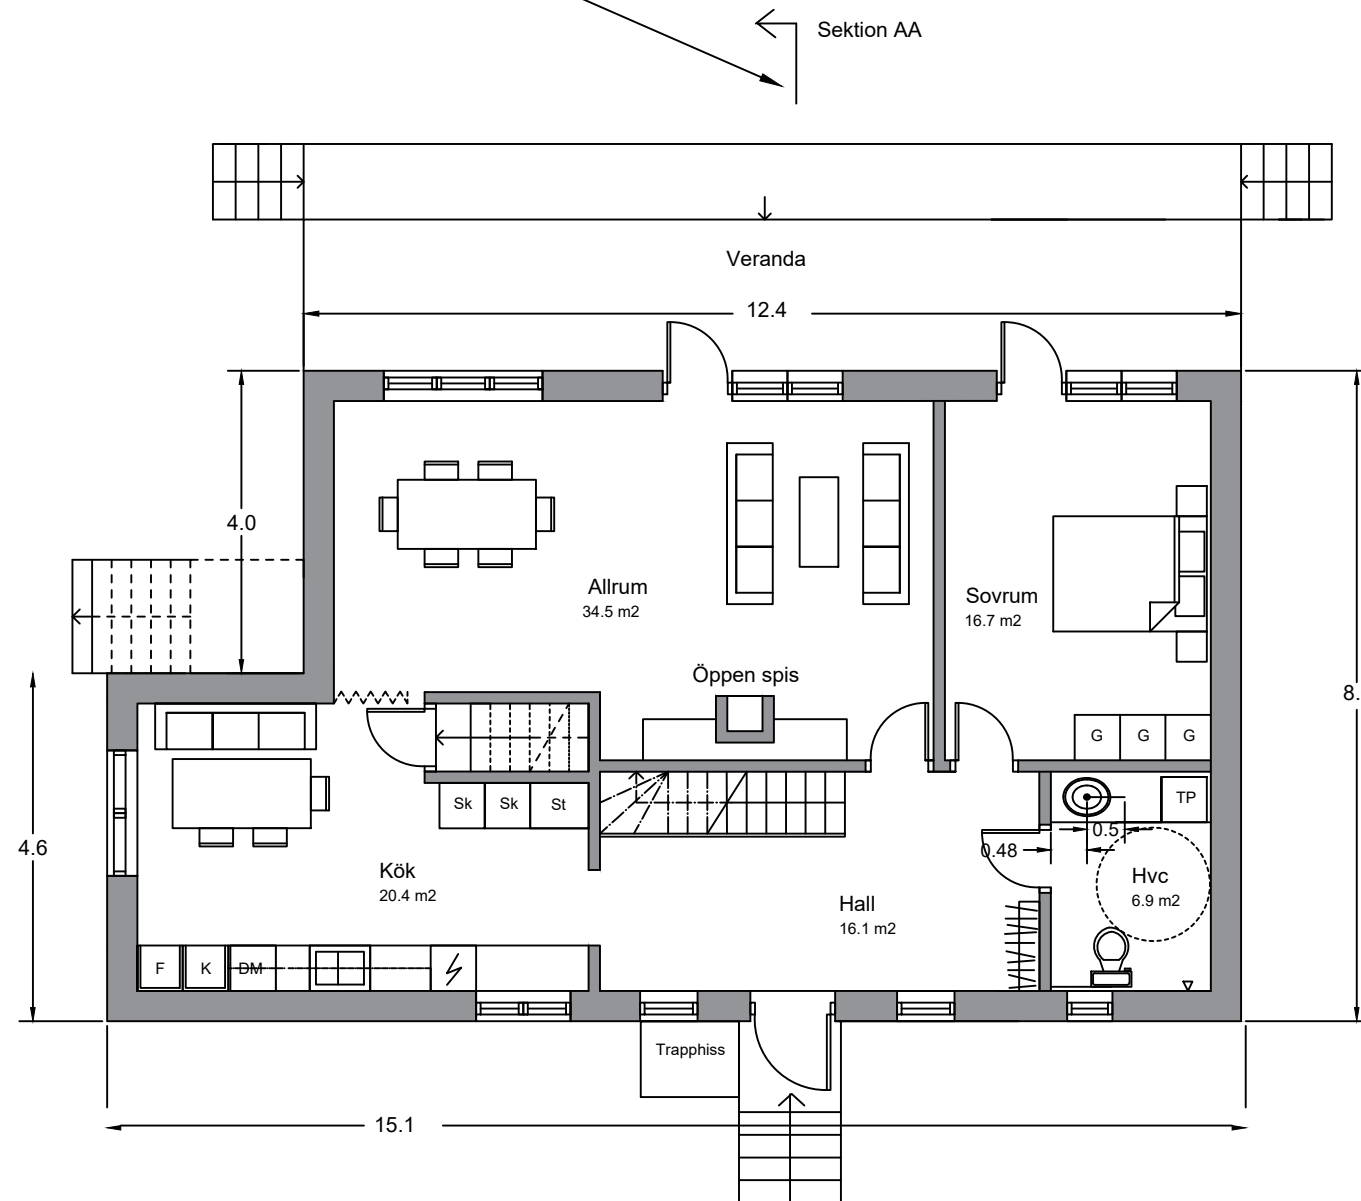 Sektion AA
Veranda
12.4
4.0
Allrum
34.5 m2
Sovrum
16.7 m2
Öppen spis
8.
G G G
Sk Sk St
TP
0.5
0.48
4.6
Kök
20.4 m2
Hvc
6.9 m2
Hall
16.1 m2
F K DM
Trapphiss
15.1